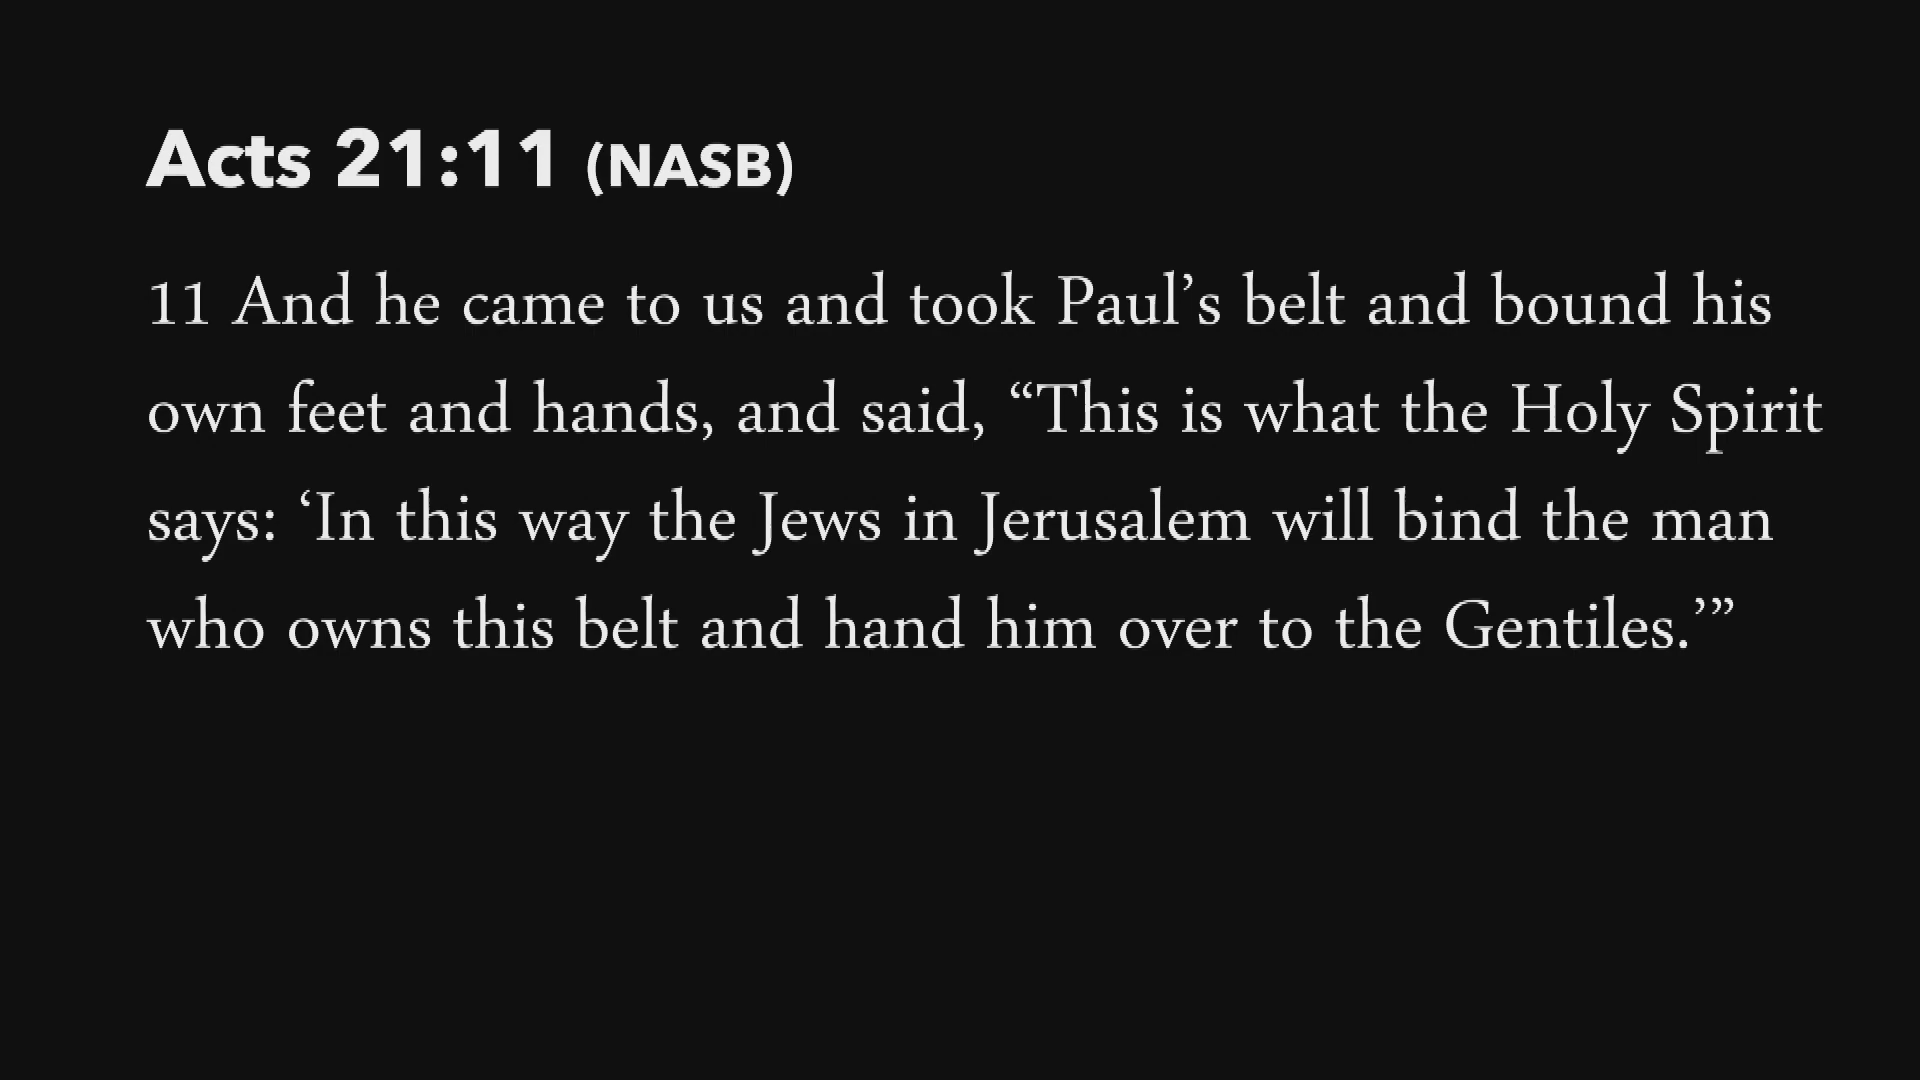 Acts 21:11 (NASB)
11 And he came to us and took Paul’s belt and bound his
own feet and hands, and said, “This is what the Holy Spirit
says: ‘In this way the Jews in Jerusalem will bind the man
who owns this belt and hand him over to the Gentiles.’”